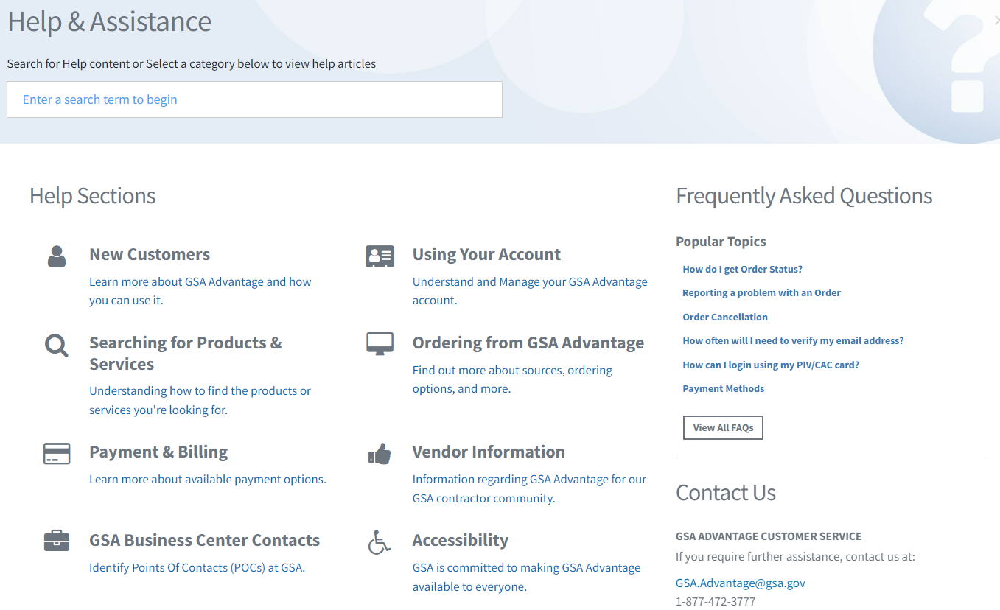 Help & Assistance
Search for Help content or Select a category below to view help articles
Enter a search term to begin
Help Sections
New Customers
Learn more about GSA Advantage and how
you can use it.
Using Your Account
Understand and Manage your GSA Advantage
account.
Searching for Products &
Services
Understanding how to find the products or
services you're looking for.
Ordering from GSA Advantage
Find out more about sources, ordering
options, and more.
Payment & Billing
Learn more about available payment options.
Vendor Information
Information regarding GSA Advantage for our
GSA contractor community.
GSA Business Center Contacts
Identify Points Of Contacts (POCs) at GSA.
Accessibility
GSA is committed to making GSA Advantage
available to everyone.
Frequently Asked Questions
Popular Topics
How do I get Order Status?
Reporting a problem with an Order
Order Cancellation
How often will I need to verify my email address?
How can I login using my PIV/CAC card?
Payment Methods
View All FAQs
Contact Us
GSA ADVANTAGE CUSTOMER SERVICE
If you require further assistance, contact us at:
GSA.Advantage@gsa.gov
1-877-472-3777